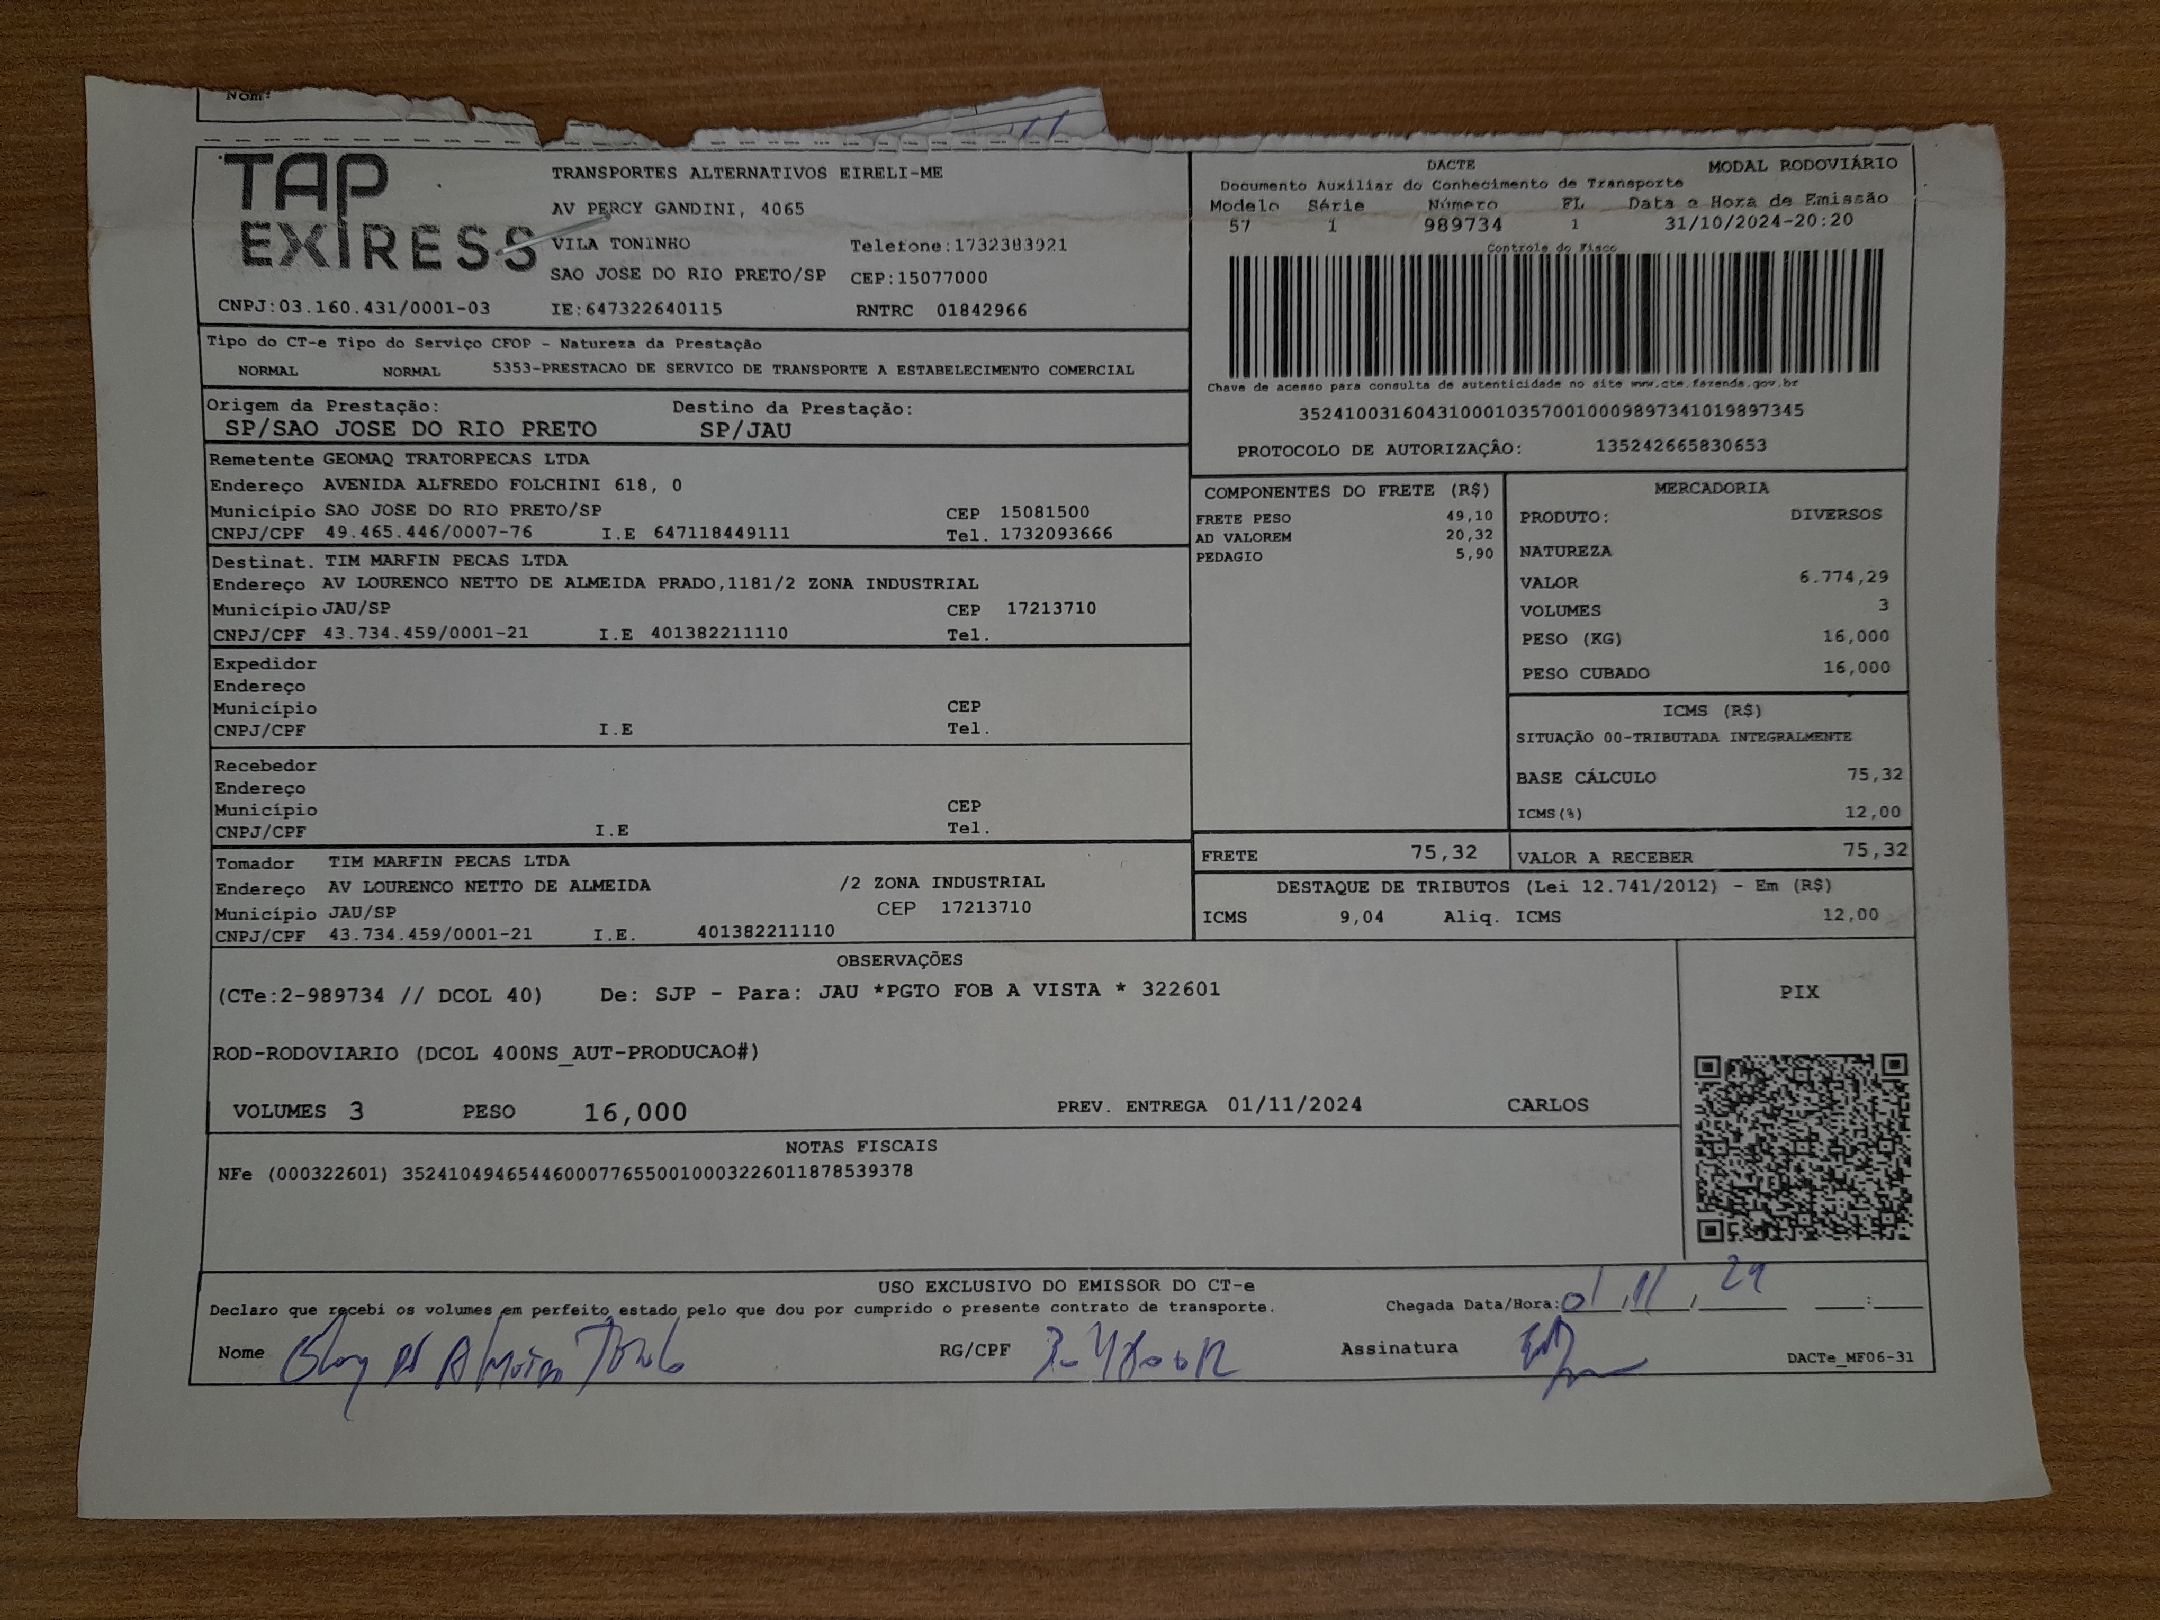 Nome
TAP
EXPRESS
TRANSPORTES ALTERNATIVOS EIRELI-ME
AV PERCY GANDINI, 4065
VILA TONINHO Telefone:1732383921
SAO JOSE DO RIO PRETO/SP CEP:15077000
CNPJ:03.160.431/0001-03 IE:647322640115 RNTRC 01842966
DACTE MODAL RODOVIÁRIO
Documento Auxiliar do Conhecimento de Transporte
Modelo Série Número FL Data e Hora de Emissão
57 1 989734 1 31/10/2024-20:20
Controle do Fisco
Chave de acesso para consulta de autenticidade no site www.cte.fazenda.gov.br
35241003160431000103570010009897341019897345
PROTOCOLO DE AUTORIZAÇÃO: 135242665830653
Tipo do CT-e Tipo do Serviço CFOP - Natureza da Prestação
NORMAL NORMAL 5353-PRESTACAO DE SERVICO DE TRANSPORTE A ESTABELECIMENTO COMERCIAL
Origem da Prestação: Destino da Prestação:
SP/SAO JOSE DO RIO PRETO SP/JAU
Remetente GEOMAQ TRATORPECAS LTDA
Endereço AVENIDA ALFREDO FOLCHINI 618, 0
Município SAO JOSE DO RIO PRETO/SP CEP 15081500
CNPJ/CPF 49.465.446/0007-76 I.E 647118449111 Tel. 1732093666
Destinat. TIM MARFIN PECAS LTDA
Endereço AV LOURENCO NETTO DE ALMEIDA PRADO,1181/2 ZONA INDUSTRIAL
Município JAU/SP CEP 17213710
CNPJ/CPF 43.734.459/0001-21 I.E 401382211110 Tel.
Expedidor
Endereço
Município CEP
CNPJ/CPF I.E Tel.
Recebedor
Endereço
Município CEP
CNPJ/CPF I.E Tel.
Tomador TIM MARFIN PECAS LTDA
Endereço AV LOURENCO NETTO DE ALMEIDA /2 ZONA INDUSTRIAL
Município JAU/SP CEP 17213710
CNPJ/CPF 43.734.459/0001-21 I.E. 401382211110
COMPONENTES DO FRETE (R$)
FRETE PESO 49,10
AD VALOREM 20,32
PEDAGIO 5,90
MERCADORIA
PRODUTO: DIVERSOS
NATUREZA
VALOR 6.774,29
VOLUMES 3
PESO (KG) 16,000
PESO CUBADO 16,000
ICMS (R$)
SITUAÇÃO 00-TRIBUTADA INTEGRALMENTE
BASE CÁLCULO 75,32
ICMS(%) 12,00
FRETE 75,32 VALOR A RECEBER 75,32
DESTAQUE DE TRIBUTOS (Lei 12.741/2012) - Em (R$)
ICMS 9,04 Aliq. ICMS 12,00
OBSERVAÇÕES
(CTe:2-989734 // DCOL 40) De: SJP - Para: JAU *PGTO FOB A VISTA * 322601
ROD-RODOVIARIO (DCOL 400NS_AUT-PRODUCAO#)
VOLUMES 3 PESO 16,000 PREV. ENTREGA 01/11/2024 CARLOS
PIX
NOTAS FISCAIS
NFe (000322601) 35241049465446000776550010003226011878539378
USO EXCLUSIVO DO EMISSOR DO CT-e
Declaro que recebi os volumes em perfeito estado pelo que dou por cumprido o presente contrato de transporte. Chegada Data/Hora: 01 11 24 :
Nome RG/CPF Assinatura
DACTe_MF06-31